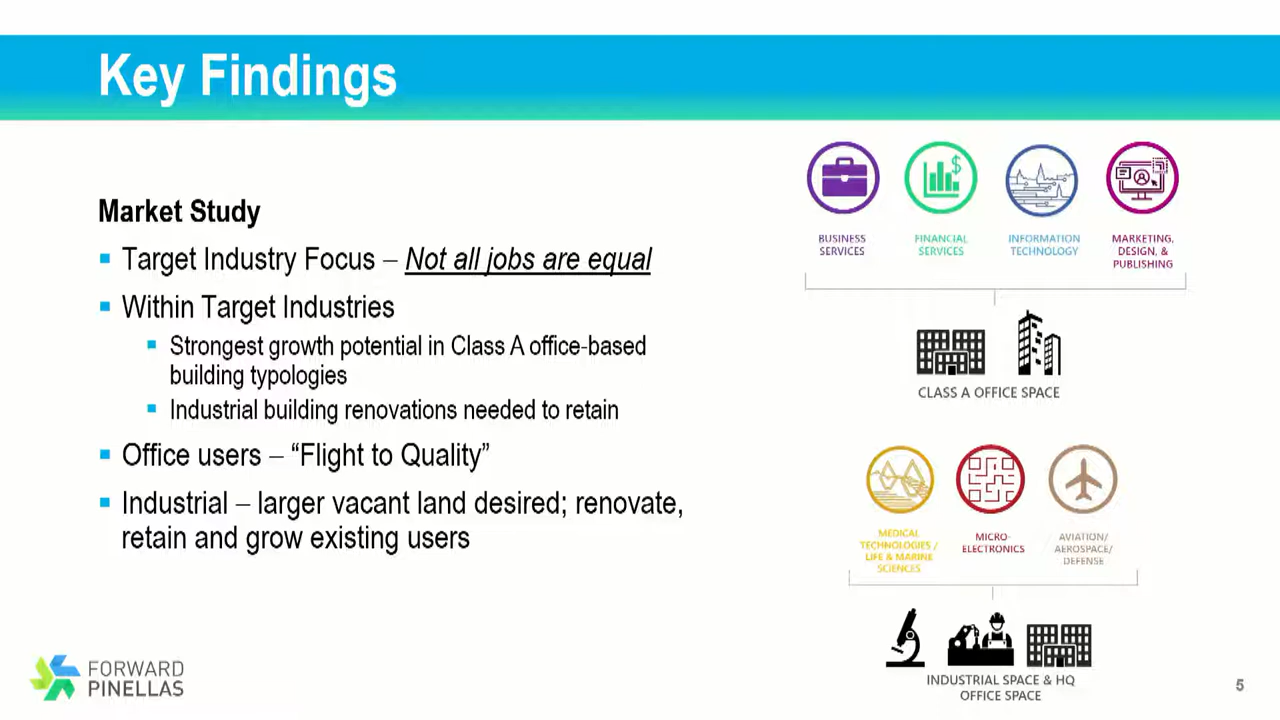 Key Findings
Market Study
Target Industry Focus – Not all jobs are equal
Within Target Industries
Strongest growth potential in Class A office-based
building typologies
Industrial building renovations needed to retain
Office users – “Flight to Quality”
Industrial – larger vacant land desired; renovate,
retain and grow existing users
BUSINESS
SERVICES
FINANCIAL
SERVICES
INFORMATION
TECHNOLOGY
MARKETING,
DESIGN, &
PUBLISHING
CLASS A OFFICE SPACE
MEDICAL
TECHNOLOGIES /
LIFE & MARINE
SCIENCES
MICRO-
ELECTRONICS
AVIATION/
AEROSPACE/
DEFENSE
INDUSTRIAL SPACE & HQ
OFFICE SPACE
FORWARD
PINELLAS
5